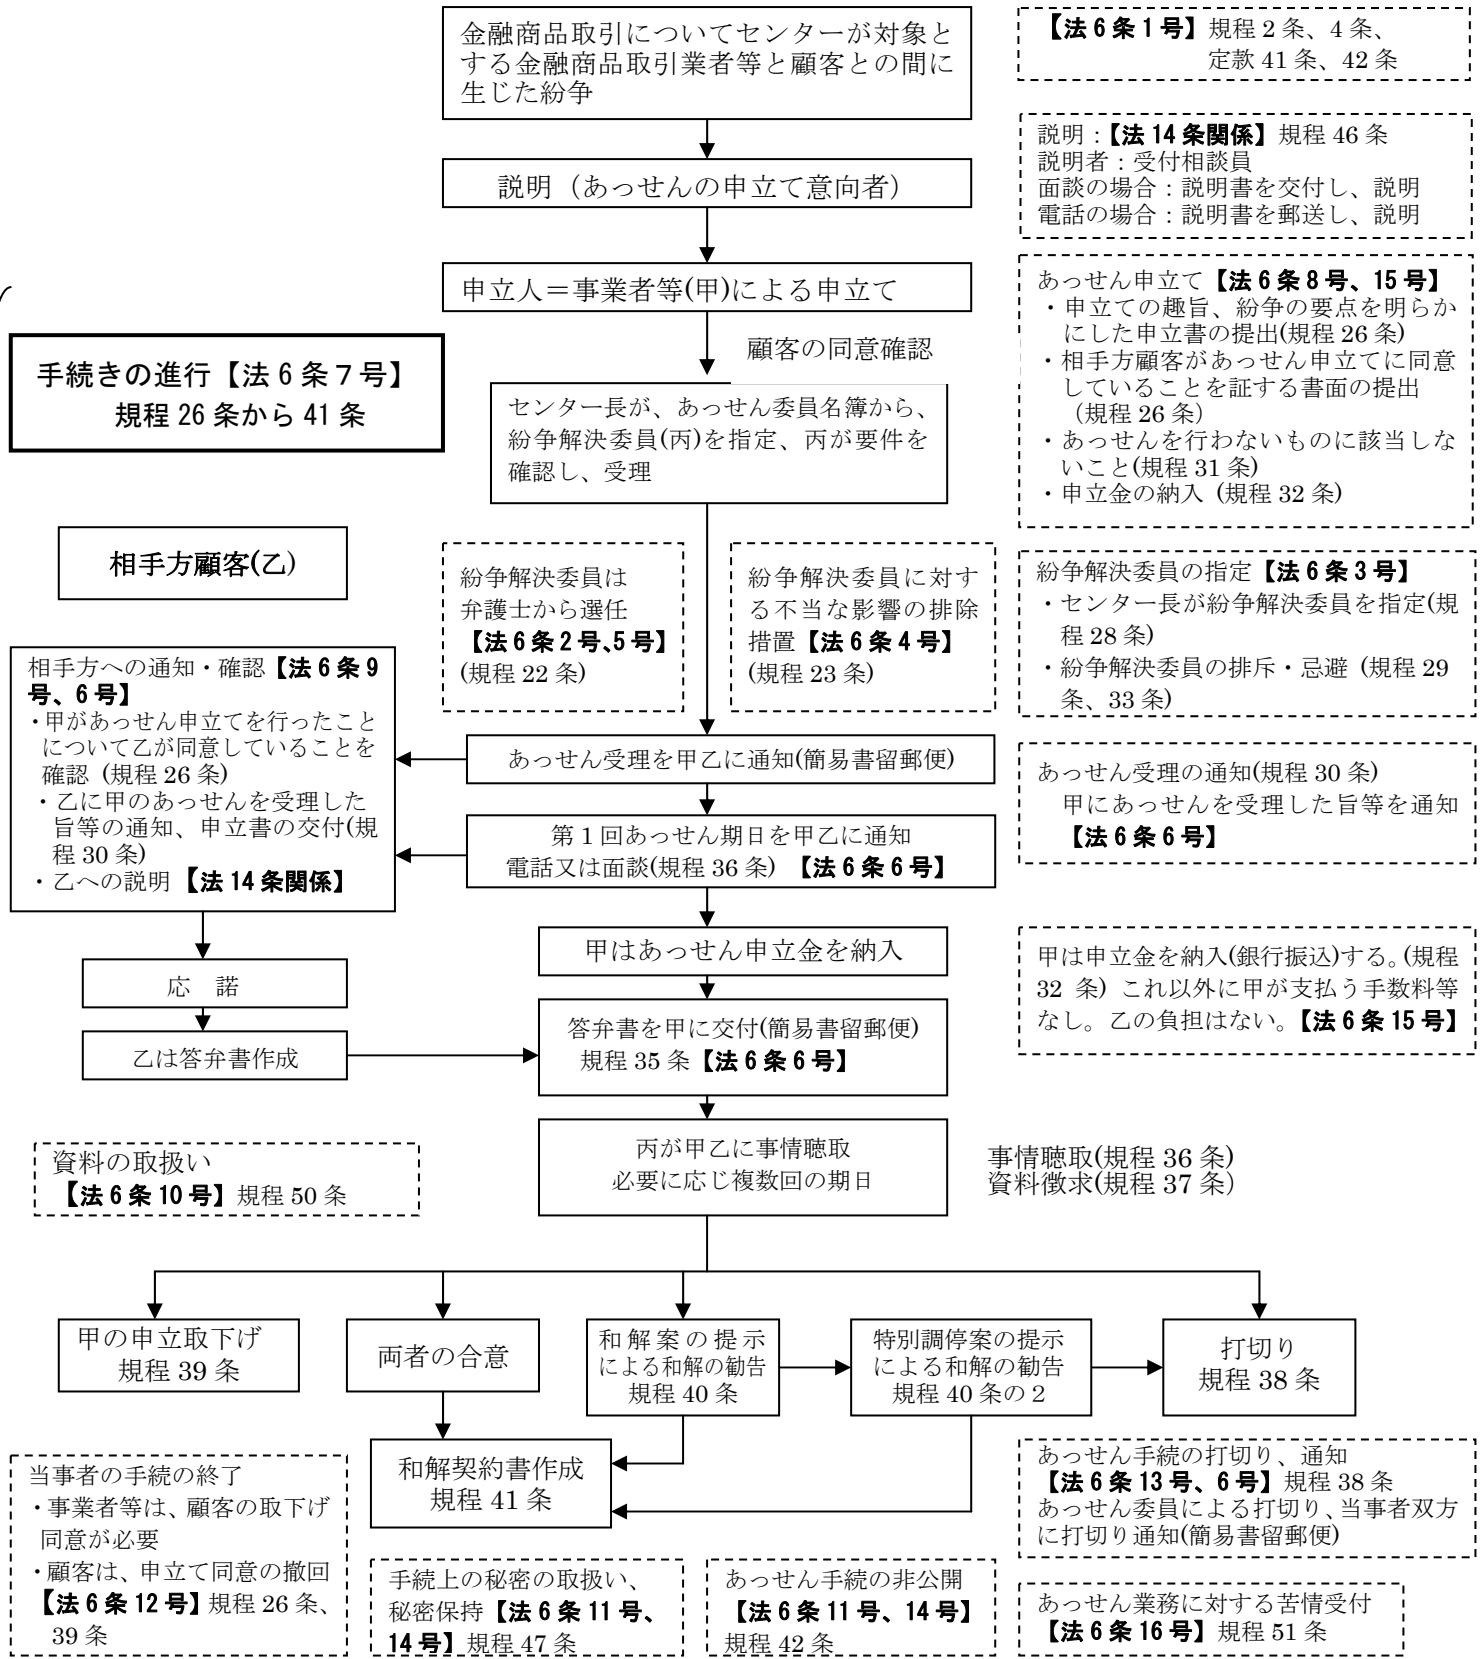 金融商品取引についてセンターが対象と
する金融商品取引業者等と顧客との間に
生じた紛争
【法6条1号】規程2条、4条、
定款41条、42条
説明：【法14条関係】規程46条
説明者：受付相談員
面談の場合：説明書を交付し、説明
電話の場合：説明書を郵送し、説明
説明（あっせんの申立て意向者）
申立人＝事業者等(甲)による申立て
あっせん申立て【法6条8号、15号】
・申立ての趣旨、紛争の要点を明らか
にした申立書の提出(規程26条)
・相手方顧客があっせん申立てに同意
していることを証する書面の提出
（規程26条）
・あっせんを行わないものに該当しな
いこと(規程31条)
・申立金の納入 (規程32条)
顧客の同意確認
手続きの進行【法6条７号】
規程26条から41条
センター長が、あっせん委員名簿から、
紛争解決委員(丙)を指定、丙が要件を
確認し、受理
相手方顧客(乙)
紛争解決委員は
弁護士から選任
【法6条2号、5号】
(規程22条)
紛争解決委員に対す
る不当な影響の排除
措置【法6条4号】
(規程23条)
紛争解決委員の指定【法6条3号】
・センター長が紛争解決委員を指定(規
程28条)
・紛争解決委員の排斥・忌避 (規程29
条、33条)
相手方への通知・確認【法6条9
号、6号】
・甲があっせん申立てを行ったこと
について乙が同意していることを
確認 (規程26条)
・乙に甲のあっせんを受理した
旨等の通知、申立書の交付(規
程30条)
・乙への説明【法14条関係】
あっせん受理を甲乙に通知(簡易書留郵便)
あっせん受理の通知(規程30条)
甲にあっせんを受理した旨等を通知
【法6条6号】
第１回あっせん期日を甲乙に通知
電話又は面談(規程36条) 【法6条6号】
甲はあっせん申立金を納入
甲は申立金を納入(銀行振込)する。(規程
32条) これ以外に甲が支払う手数料等
なし。乙の負担はない。【法6条15号】
応　諾
乙は答弁書作成
答弁書を甲に交付(簡易書留郵便)
規程35条【法6条6号】
丙が甲乙に事情聴取
必要に応じ複数回の期日
事情聴取(規程36条)
資料徴求(規程37条)
資料の取扱い
【法6条10号】規程50条
甲の申立取下げ
規程39条
両者の合意
和解案の提示
による和解の勧告
規程40条
特別調停案の提示
による和解の勧告
規程40条の２
打切り
規程38条
和解契約書作成
規程41条
当事者の手続の終了
・事業者等は、顧客の取下げ
同意が必要
・顧客は、申立て同意の撤回
【法6条12号】規程26条、
39条
あっせん手続の打切り、通知
【法6条13号、6号】規程38条
あっせん委員による打切り、当事者双方
に打切り通知(簡易書留郵便)
手続上の秘密の取扱い、
秘密保持【法6条11号、
14号】規程47条
あっせん手続の非公開
【法6条11号、14号】
規程42条
あっせん業務に対する苦情受付
【法6条16号】規程51条